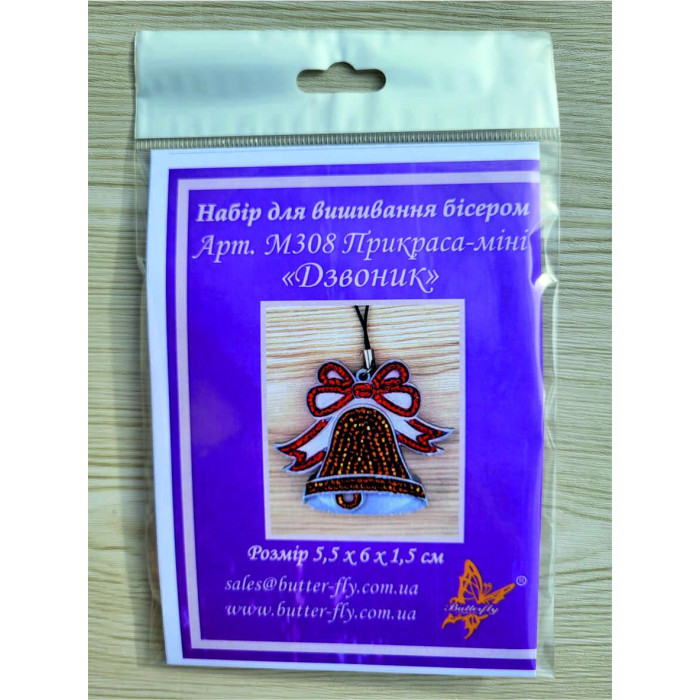 Набір для вишивання бісером
Арт. М308 Прикраса-міні
«Дзвоник»
Розмір 5,5 х 6 х 1,5 см
sales@butter-fly.com.ua
www.butter-fly.com.ua
Butterfly ®